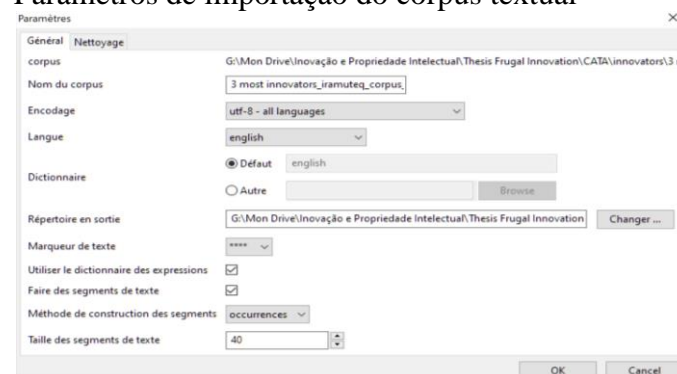 Parâmetros de importação do corpus textual
Paramètres
Général Nettoyage
corpus G:\Mon Drive\Inovação e Propriedade Intelectual\Thesis Frugal Innovation\CATA\innovators\3
Nom du corpus 3 most innovators_iramuteq_corpus_
Encodage utf-8 - all languages
Langue english
Dictionnaire
Défaut english
Autre Browse
Répertoire en sortie G:\Mon Drive\Inovação e Propriedade Intelectual\Thesis Frugal Innovation Changer ...
Marqueur de texte ****
Utiliser le dictionnaire des expressions
Faire des segments de texte
Méthode de construction des segments occurrences
Taille des segments de texte 40
OK Cancel